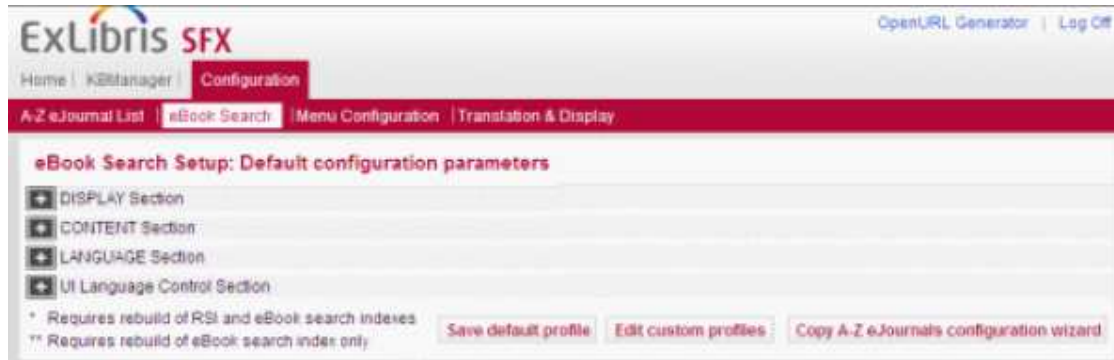 ExLibris SFX
OpenURL Generator | Log Off
Home | KBManager | Configuration
A-Z eJournal List | eBook Search | Menu Configuration | Translation & Display
eBook Search Setup: Default configuration parameters
DISPLAY Section
CONTENT Section
LANGUAGE Section
UI Language Control Section
* Requires rebuild of RSI and eBook search indexes
** Requires rebuild of eBook search index only
Save default profile Edit custom profiles Copy A-Z eJournals configuration wizard